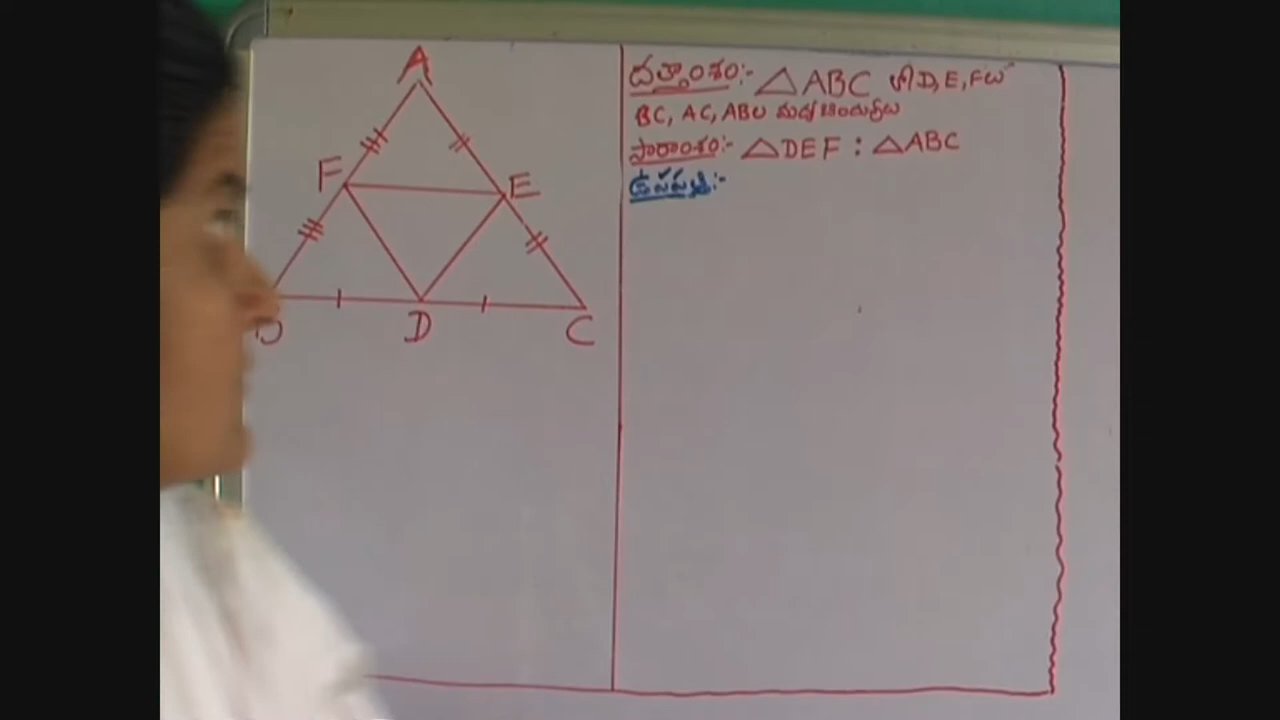 A
F
E
D
C
దత్తాంశం:- △ABC లో D, E, F లు
BC, AC, AB ల మధ్య బిందువులు
సారాంశం:- △DEF : △ABC
ఉపపత్తి:-